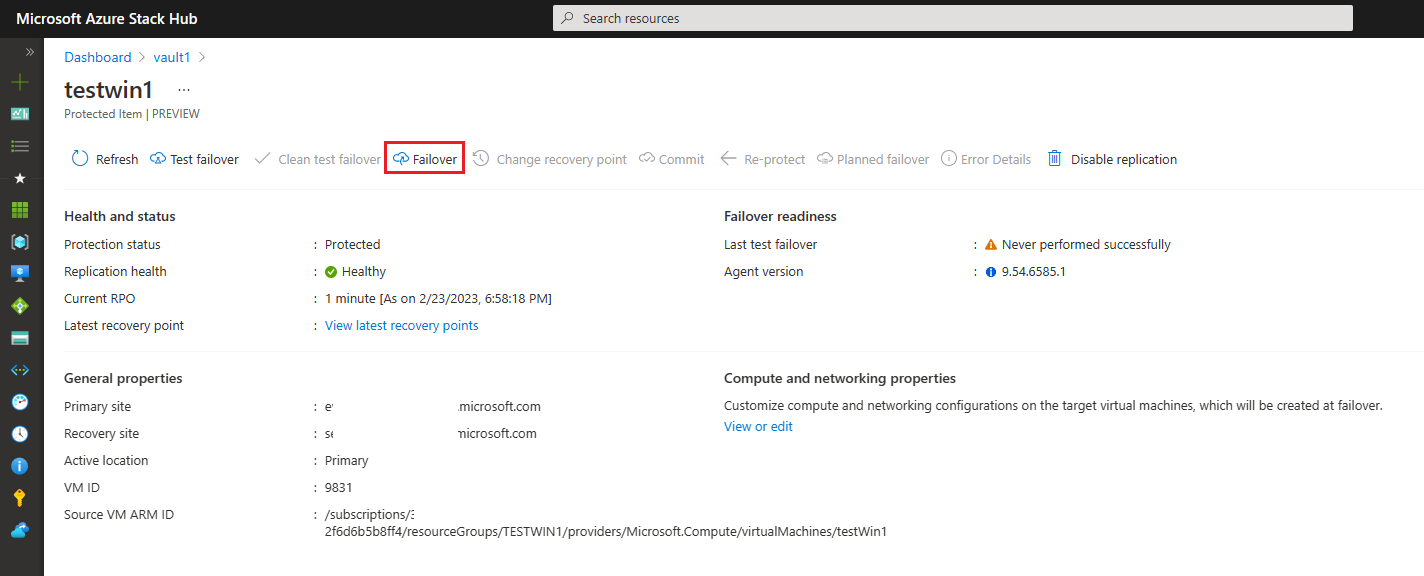 Microsoft Azure Stack Hub
Search resources
Dashboard > vault1 >
testwin1 ...
Protected Item | PREVIEW
Refresh Test failover Clean test failover Failover Change recovery point Commit Re-protect Planned failover Error Details Disable replication
Health and status
Protection status : Protected
Replication health : Healthy
Current RPO : 1 minute [As on 2/23/2023, 6:58:18 PM]
Latest recovery point : View latest recovery points
Failover readiness
Last test failover : Never performed successfully
Agent version : 9.54.6585.1
General properties
Primary site : .microsoft.com
Recovery site : microsoft.com
Active location : Primary
VM ID : 9831
Source VM ARM ID : /subscriptions/
2f6d6b5b8ff4/resourceGroups/TESTWIN1/providers/Microsoft.Compute/virtualMachines/testWin1
Compute and networking properties
Customize compute and networking configurations on the target virtual machines, which will be created at failover.
View or edit